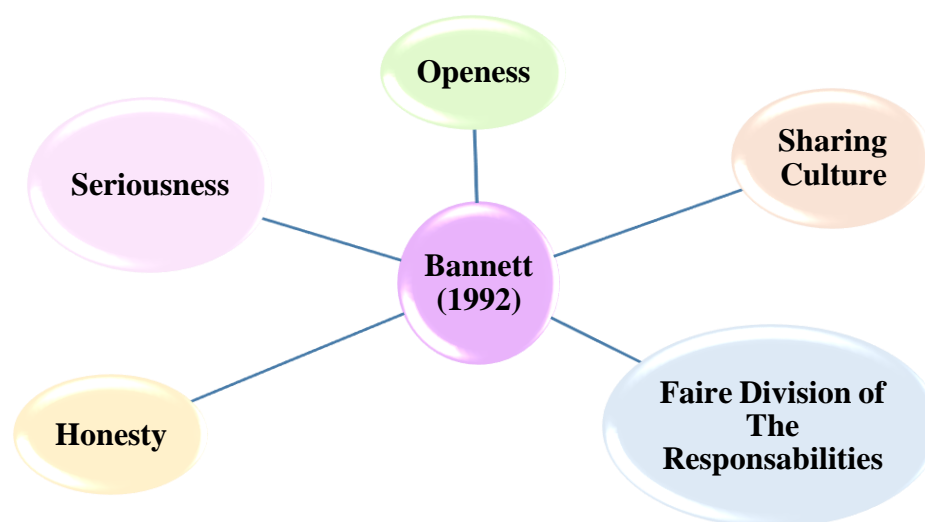 Openess
Sharing
Culture
Seriousness
Bannett
(1992)
Faire Division of
The
Responsabilities
Honesty